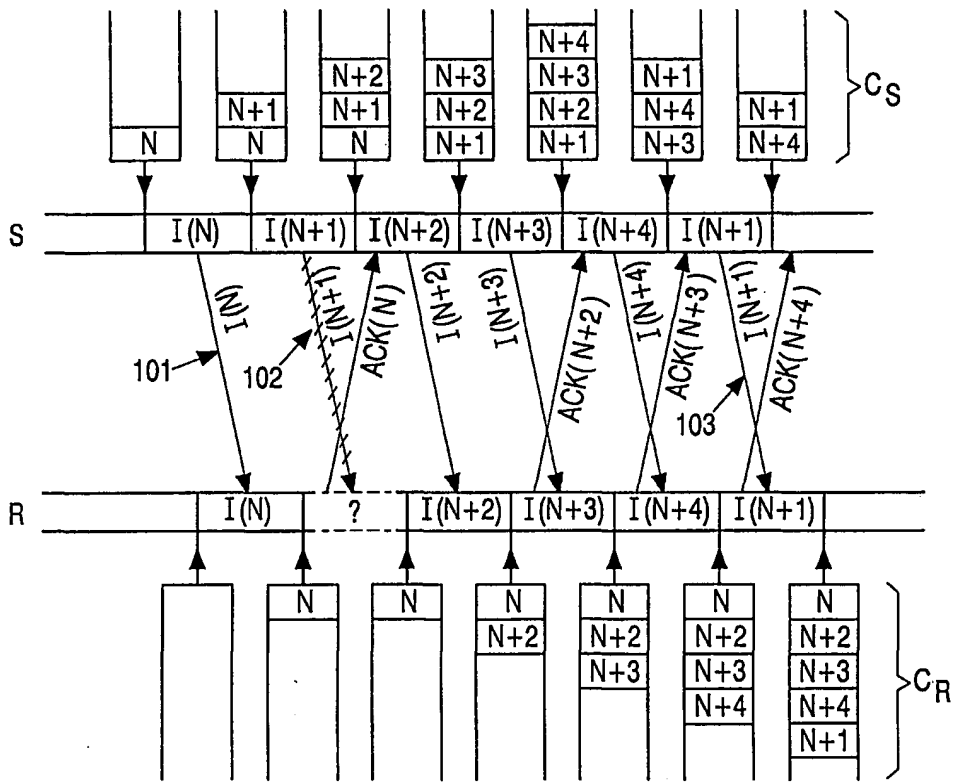 N+4
N+2 N+3 N+3 N+1
N+1 N+1 N+2 N+2 N+4 N+1
N N N N+1 N+1 N+3 N+4
C_S
S I(N) I(N+1) I(N+2) I(N+3) I(N+4) I(N+1)
I(N) I(N+1) ACK(N) I(N+2) I(N+3) ACK(N+2) I(N+4) ACK(N+3) I(N+1) ACK(N+4)
101 102 103
R I(N) ? I(N+2) I(N+3) I(N+4) I(N+1)
N N N N N N
N+2 N+2 N+2 N+2
N+3 N+3 N+3
N+4 N+4
N+1
C_R